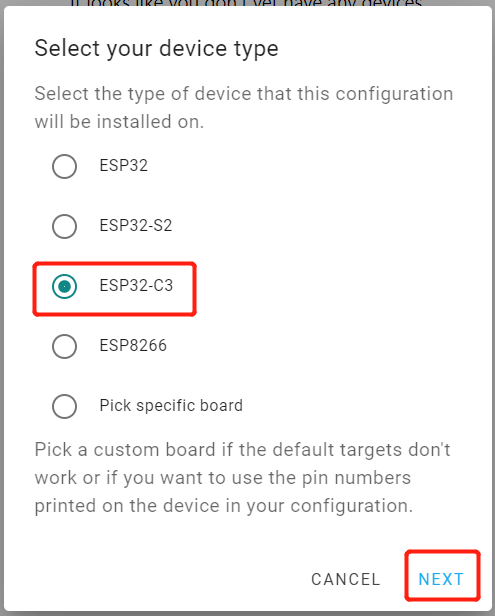 It looks like you don't yet have any devices
Select your device type
Select the type of device that this configuration
will be installed on.
ESP32
ESP32-S2
ESP32-C3
ESP8266
Pick specific board
Pick a custom board if the default targets don't
work or if you want to use the pin numbers
printed on the device in your configuration.
CANCEL
NEXT